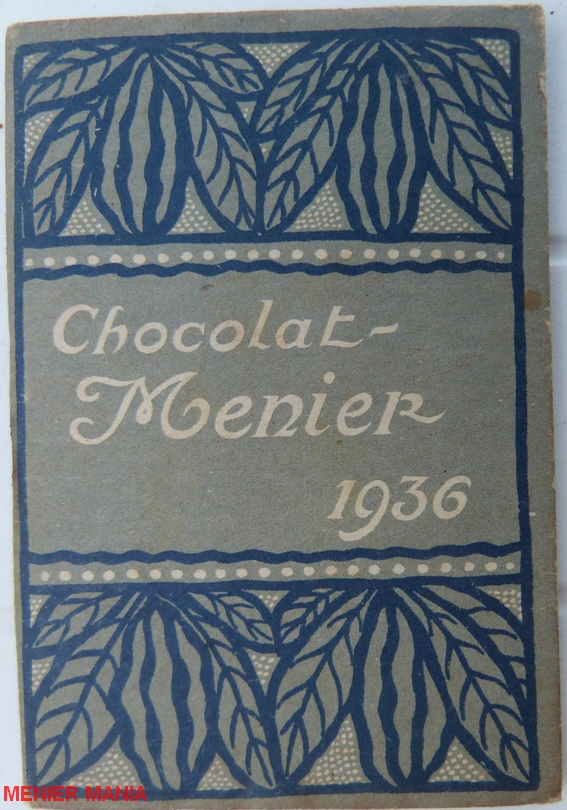 Chocolat-
Menier
1936
MENIER MANIA